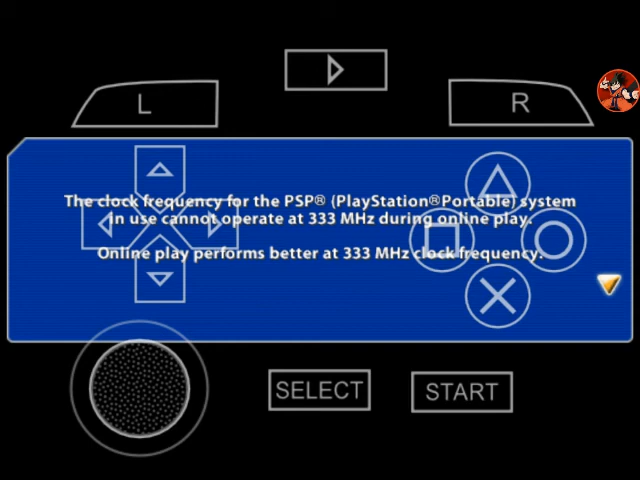 L
R
The clock frequency for the PSP® (PlayStation®Portable) system
in use cannot operate at 333 MHz during online play.
Online play performs better at 333 MHz clock frequency.
SELECT
START